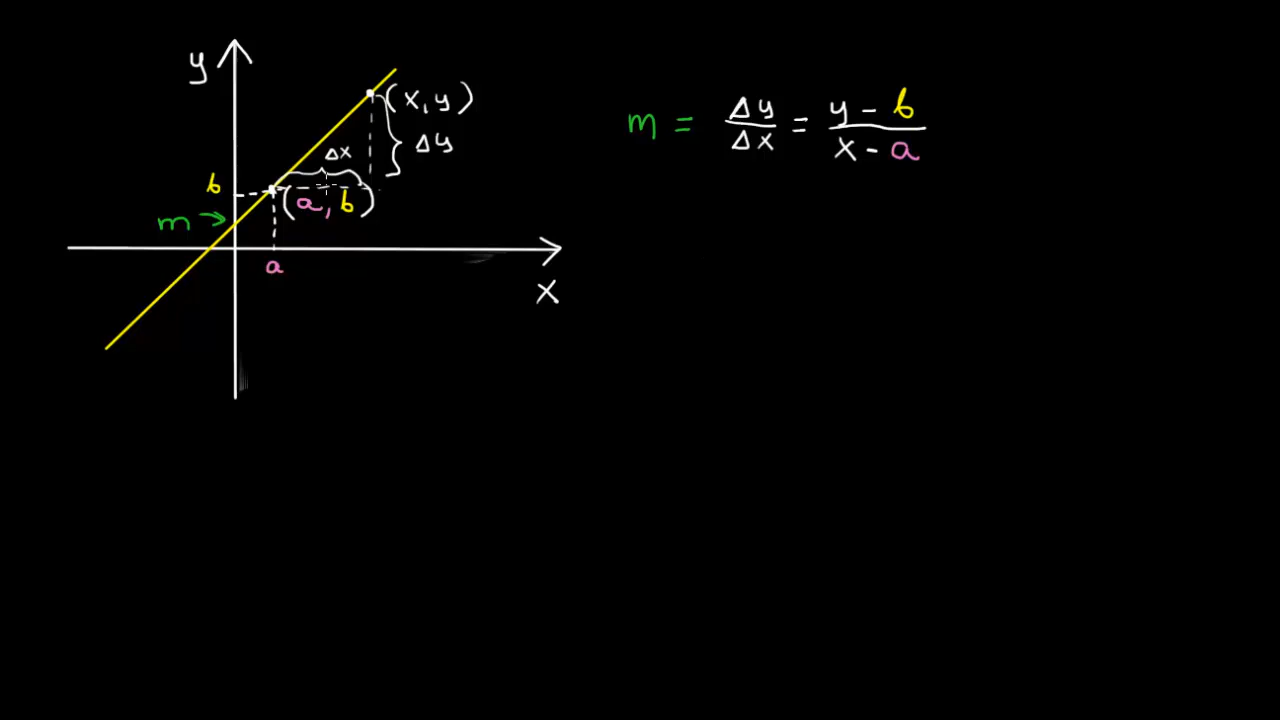 y
(x, y)
Δx
Δy
b
(a, b)
m
a
x
m = Δy/Δx = y - b/x - a